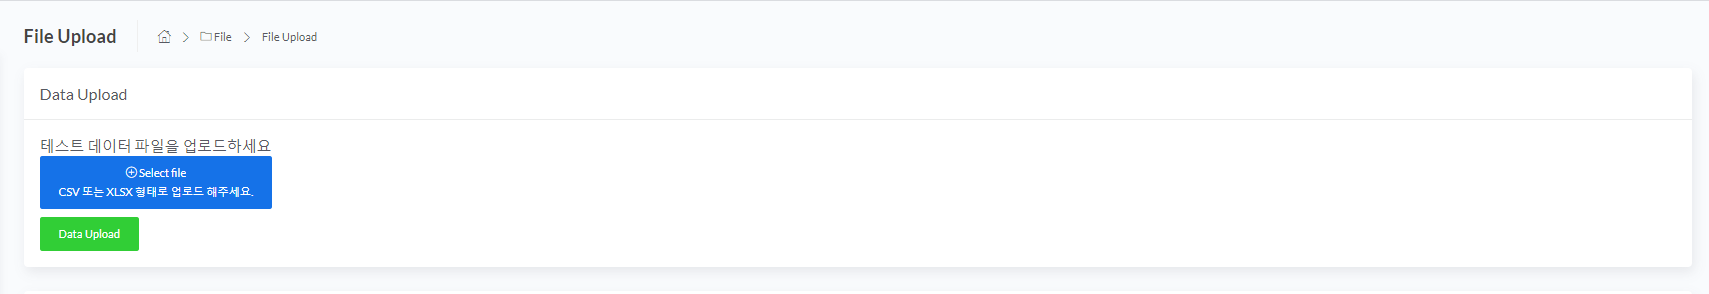 File Upload
File
File Upload
Data Upload
테스트 데이터 파일을 업로드하세요
Select file
CSV 또는 XLSX 형태로 업로드 해주세요.
Data Upload